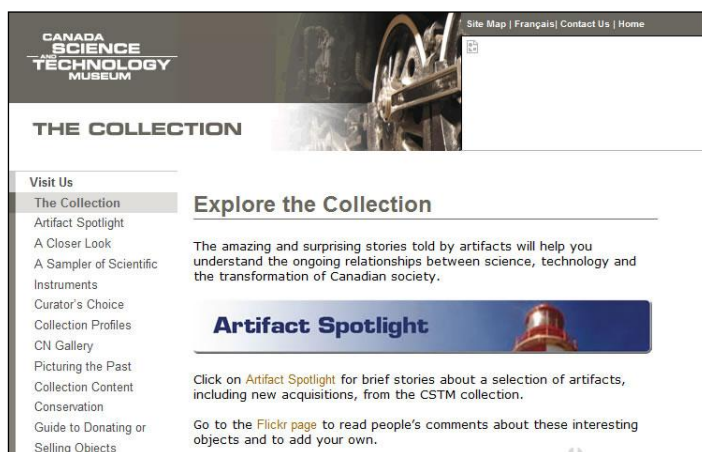 CANADA
SCIENCE
AND
TECHNOLOGY
MUSEUM
Site Map | Français| Contact Us | Home
THE COLLECTION
Visit Us
The Collection
Artifact Spotlight
A Closer Look
A Sampler of Scientific
Instruments
Curator's Choice
Collection Profiles
CN Gallery
Picturing the Past
Collection Content
Conservation
Guide to Donating or
Selling Objects
Explore the Collection
The amazing and surprising stories told by artifacts will help you
understand the ongoing relationships between science, technology and
the transformation of Canadian society.
Artifact Spotlight
Click on Artifact Spotlight for brief stories about a selection of artifacts,
including new acquisitions, from the CSTM collection.
Go to the Flickr page to read people's comments about these interesting
objects and to add your own.